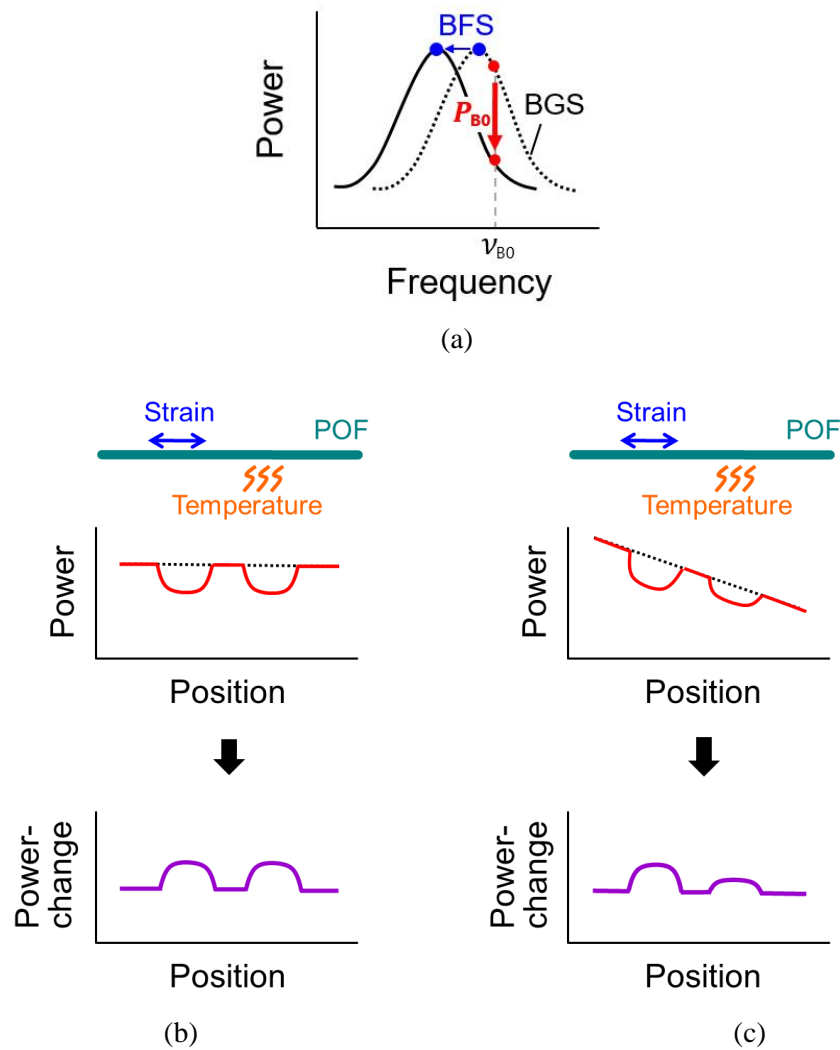 BFS
Power
P_B0
BGS
ν_B0
Frequency
(a)
Strain
POF
Temperature
Power
Position
Power-
change
Position
(b)
Strain
POF
Temperature
Power
Position
Power-
change
Position
(c)